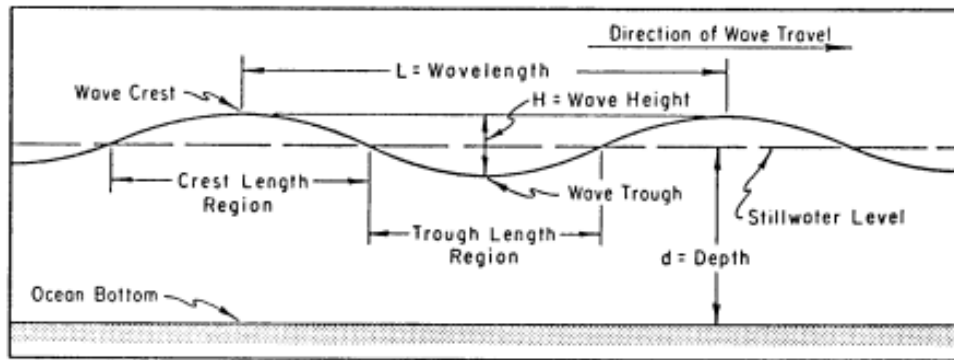 Direction of Wave Travel
L = Wavelength
Wave Crest
H = Wave Height
Crest Length
Region
Wave Trough
Stillwater Level
Trough Length
Region
d = Depth
Ocean Bottom